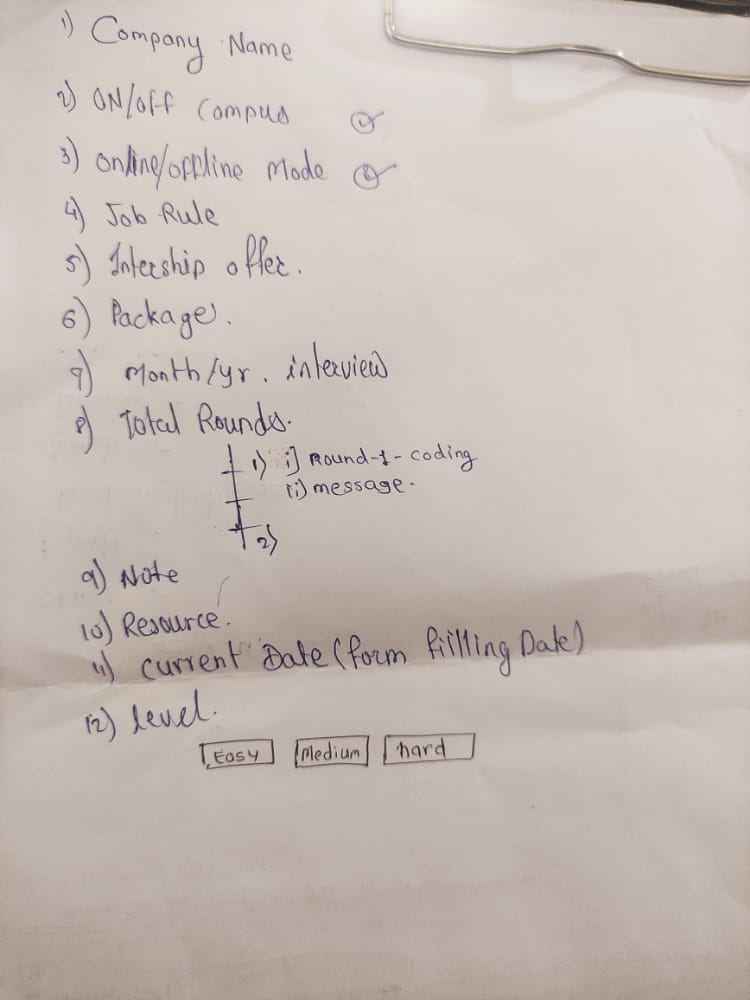 1) Company Name
2) ON/OFF Compus
3) online/offline Mode
4) Job Rule
5) Intership offer.
6) Package.
7) Month/yr. interview
8) Total Rounds.
1) i] Round-1-coding
(ii) message.
2)
9) Note
10) Resource.
11) current Date (form fillling Date)
12) level.
Easy Medium hard